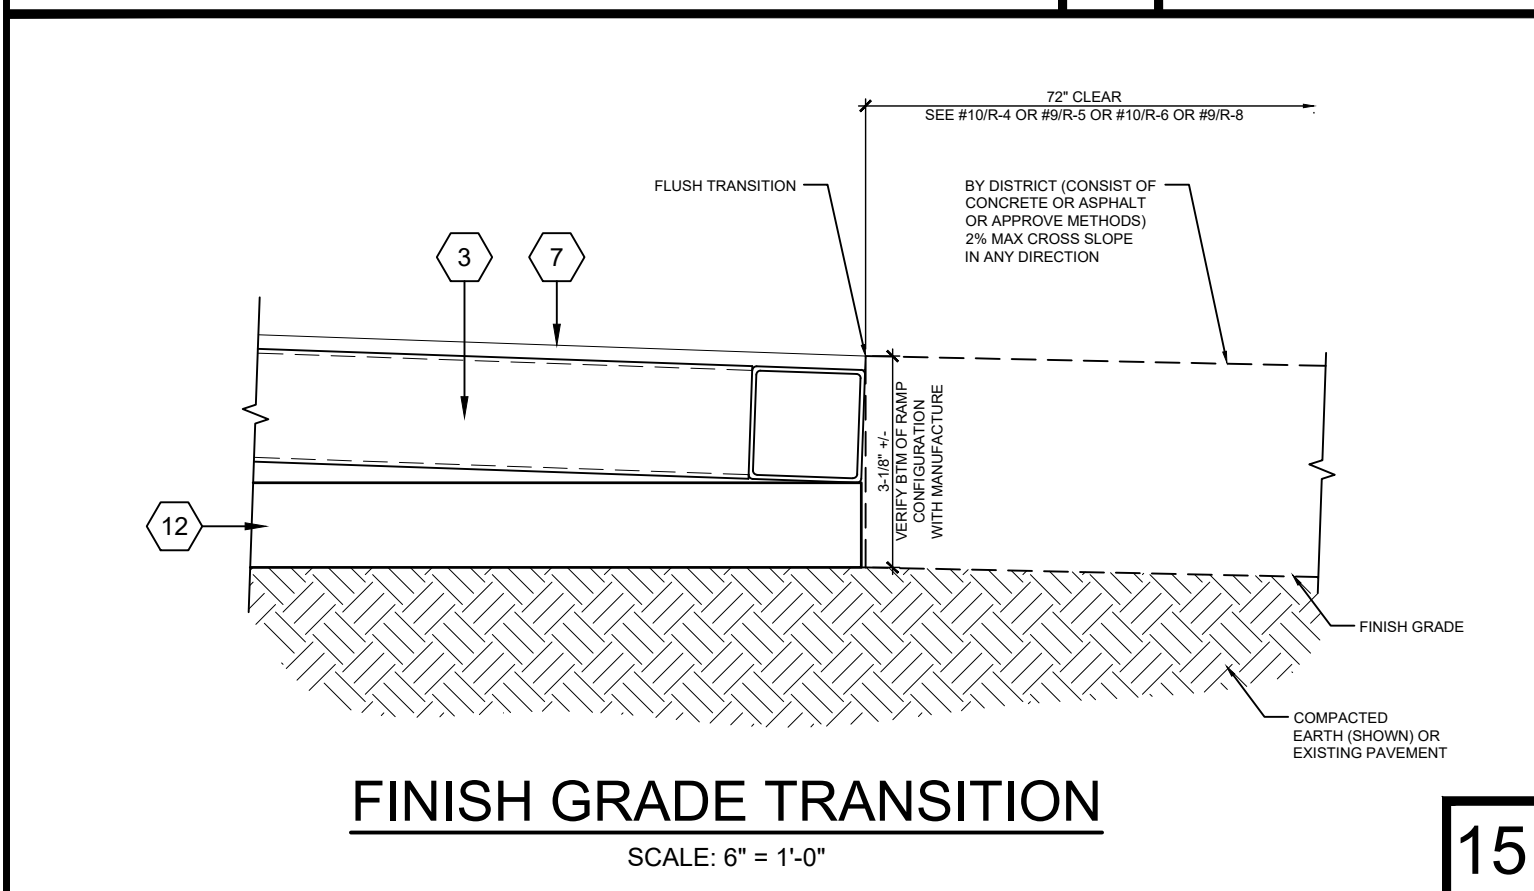 72" CLEAR
SEE #10/R-4 OR #9/R-5 OR #10/R-6 OR #9/R-8
FLUSH TRANSITION
BY DISTRICT (CONSIST OF
CONCRETE OR ASPHALT
OR APPROVE METHODS)
2% MAX CROSS SLOPE
IN ANY DIRECTION
3
7
3-1/8" +/-
VERIFY BTM OF RAMP
CONFIGURATION
WITH MANUFACTURE
12
FINISH GRADE
COMPACTED
EARTH (SHOWN) OR
EXISTING PAVEMENT
FINISH GRADE TRANSITION
SCALE: 6" = 1'-0"
15